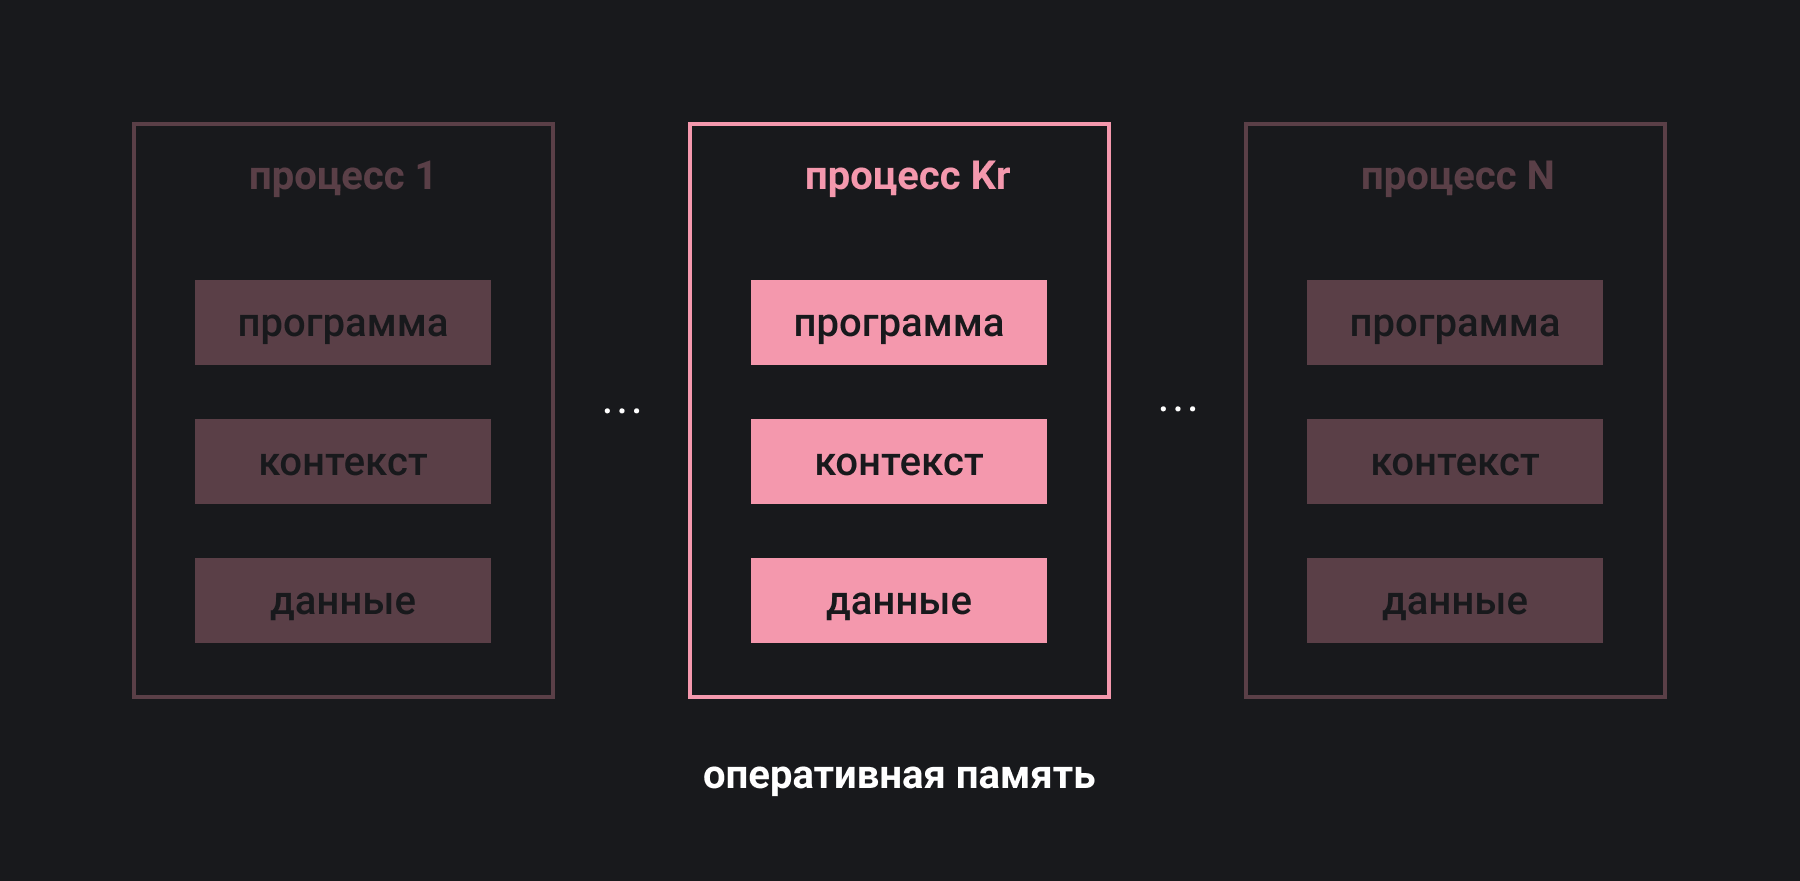 процесс 1
программа
контекст
данные
...
процесс Kr
программа
контекст
данные
...
процесс N
программа
контекст
данные
оперативная память